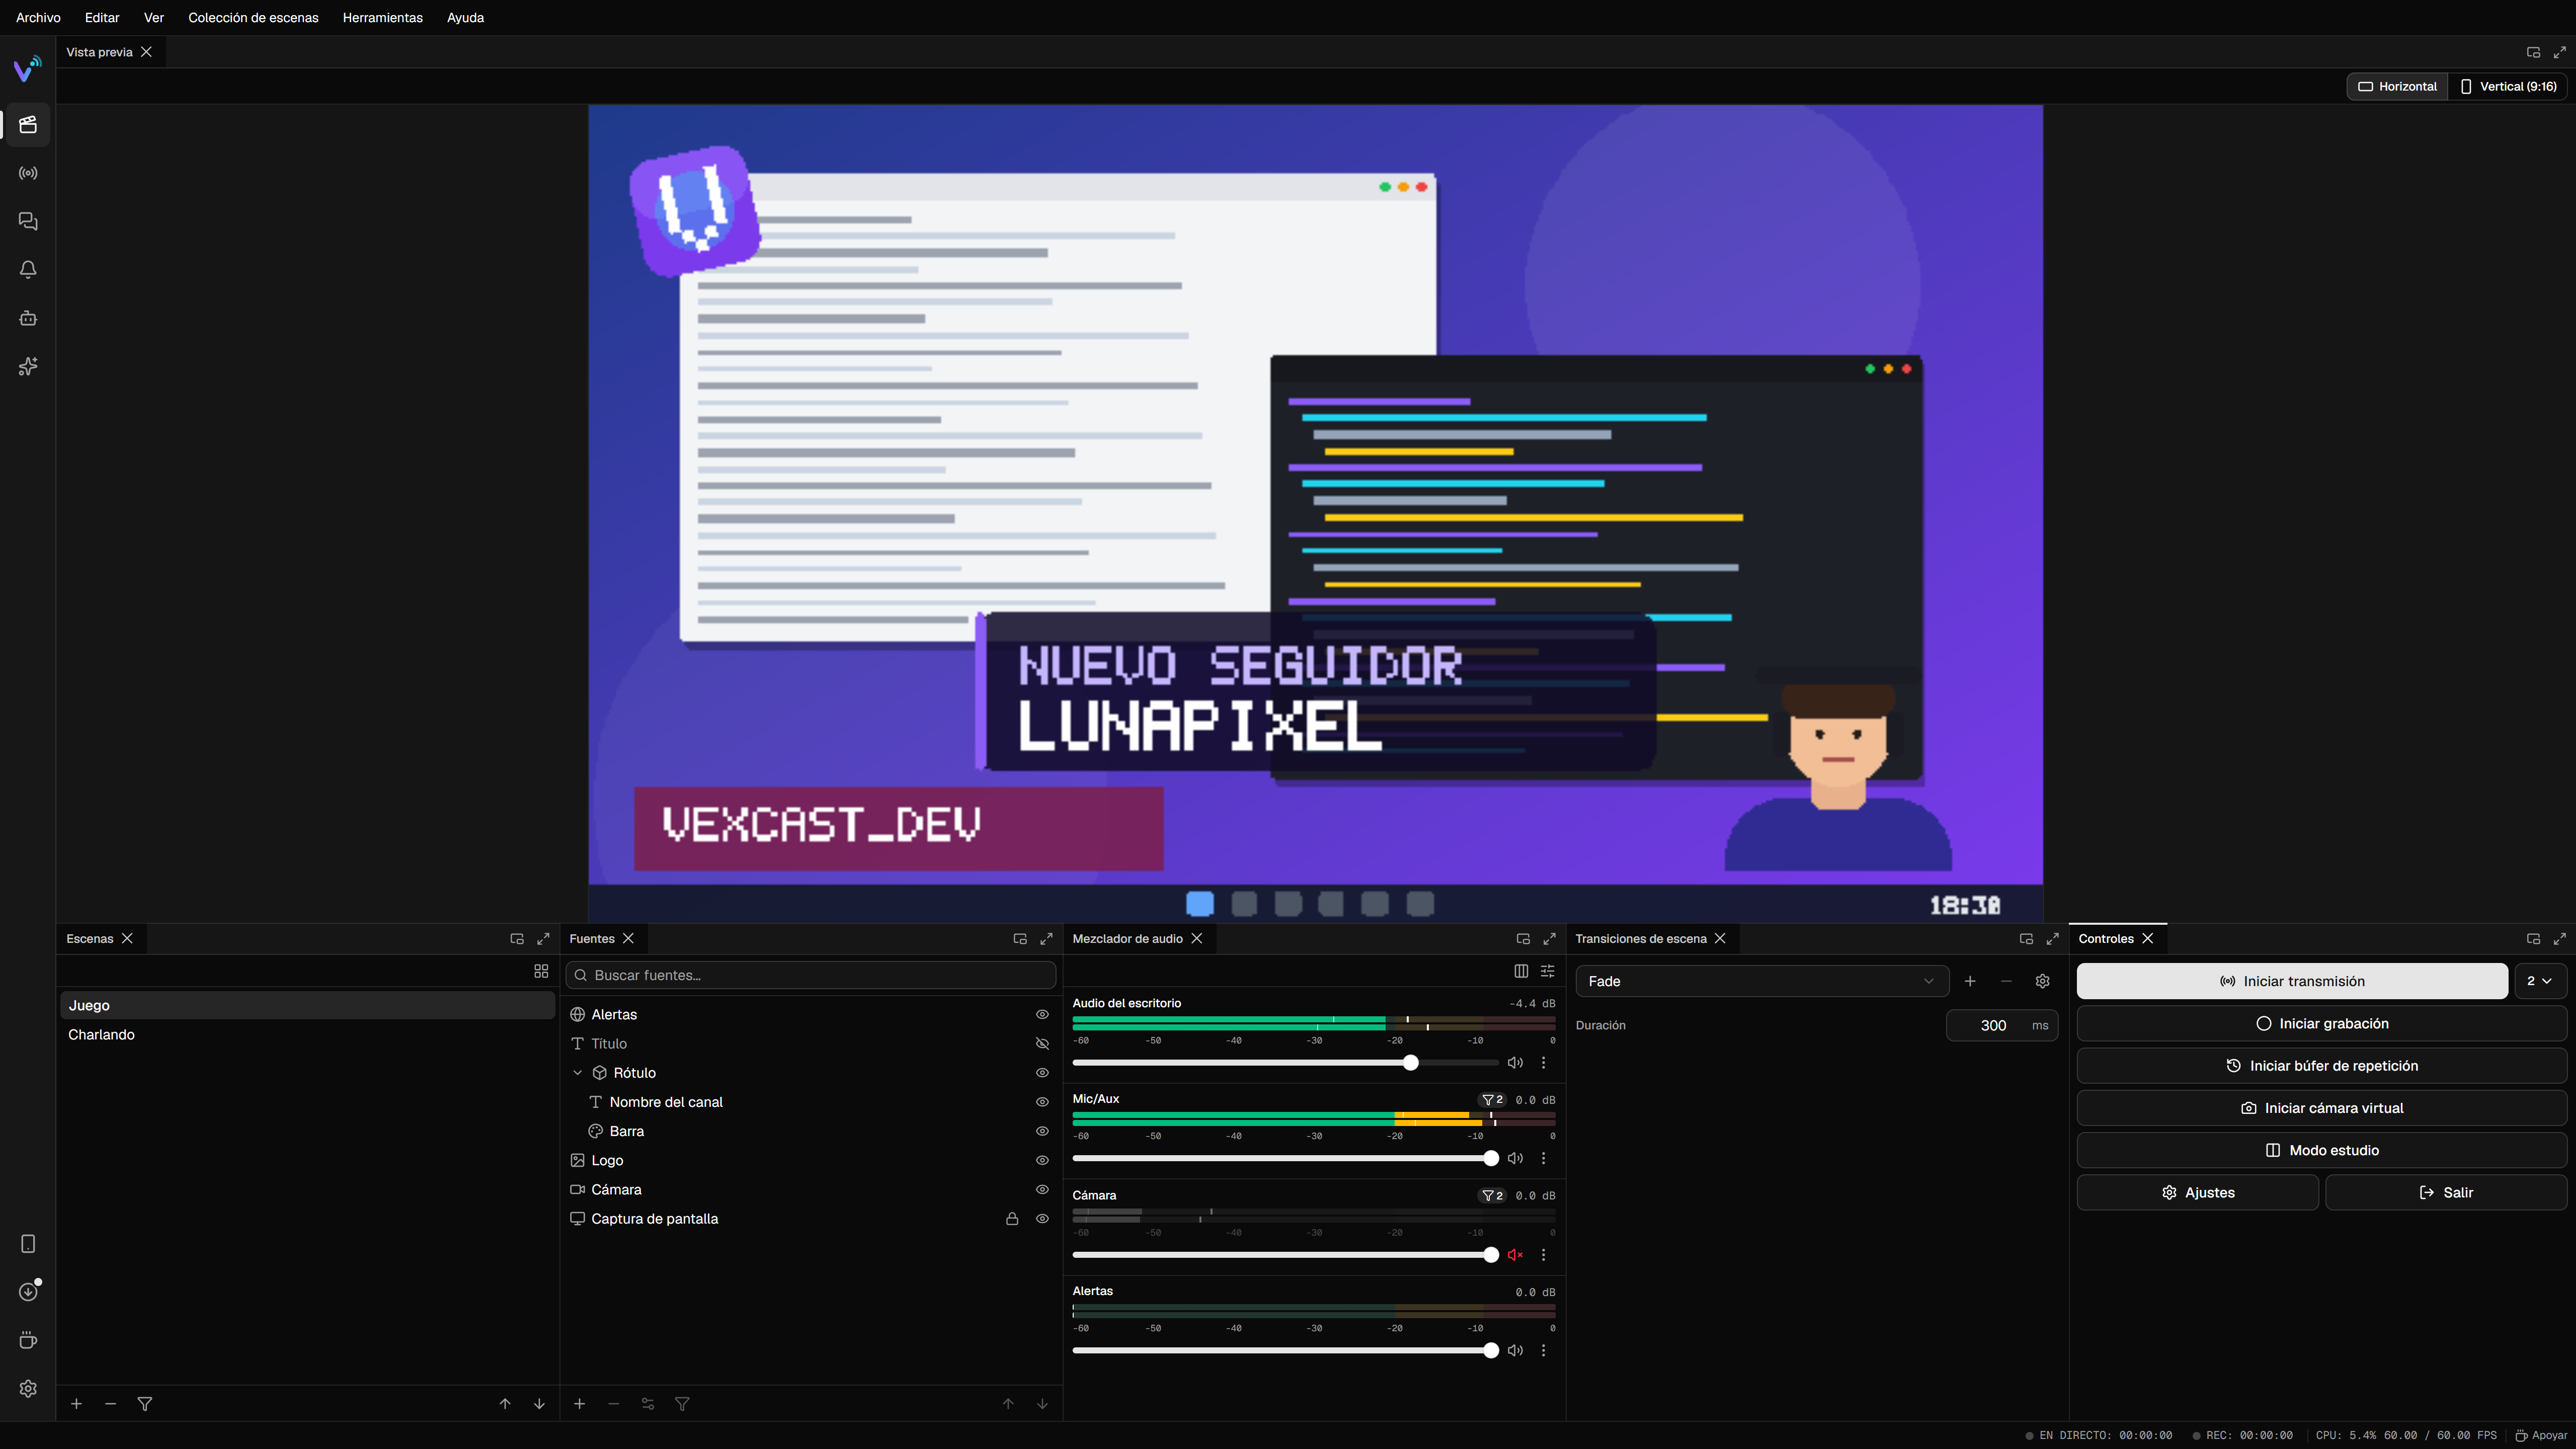 Archivo Editar Ver Colección de escenas Herramientas Ayuda
Vista previa
Horizontal Vertical (9:16)
NUEVO SEGUIDOR
LUNAPIXEL
VEXCAST_DEV
18:30
Escenas
Juego
Charlando
Fuentes
Buscar fuentes...
Alertas
Título
Rótulo
Nombre del canal
Barra
Logo
Cámara
Captura de pantalla
Mezclador de audio
Audio del escritorio -4.4 dB
-60 -50 -40 -30 -20 -10 0
Mic/Aux 2 0.0 dB
-60 -50 -40 -30 -20 -10 0
Cámara 2 0.0 dB
-60 -50 -40 -30 -20 -10 0
Alertas 0.0 dB
-60 -50 -40 -30 -20 -10 0
Transiciones de escena
Fade
Duración 300 ms
Controles
Iniciar transmisión 2
Iniciar grabación
Iniciar búfer de repetición
Iniciar cámara virtual
Modo estudio
Ajustes Salir
EN DIRECTO: 00:00:00 REC: 00:00:00 CPU: 5.4% 60.00 / 60.00 FPS Apoyar